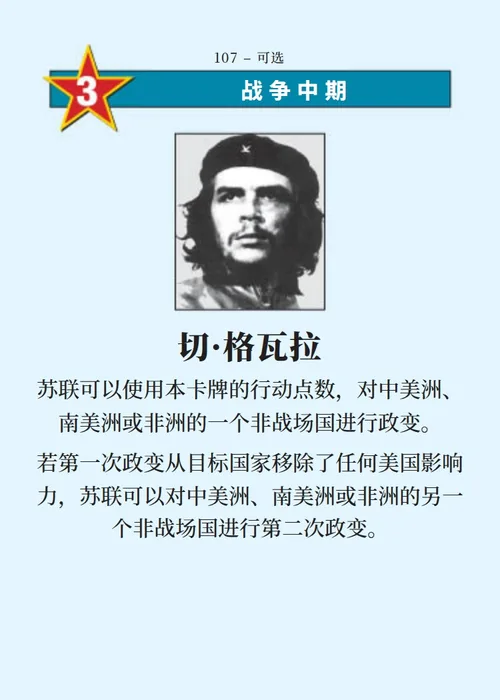 107 – 可选
3
战争中期
切·格瓦拉
苏联可以使用本卡牌的行动点数，对中美洲、
南美洲或非洲的一个非战场国进行政变。
若第一次政变从目标国家移除了任何美国影响
力，苏联可以对中美洲、南美洲或非洲的另一
个非战场国进行第二次政变。